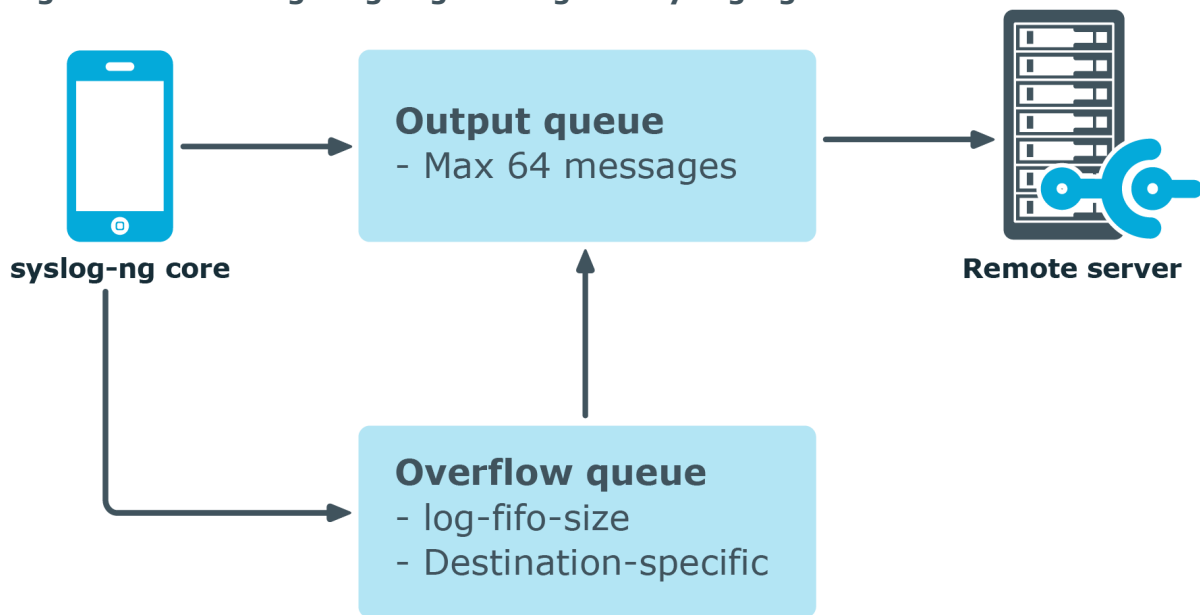 Output queue
- Max 64 messages
syslog-ng core
Remote server
Overflow queue
- log-fifo-size
- Destination-specific